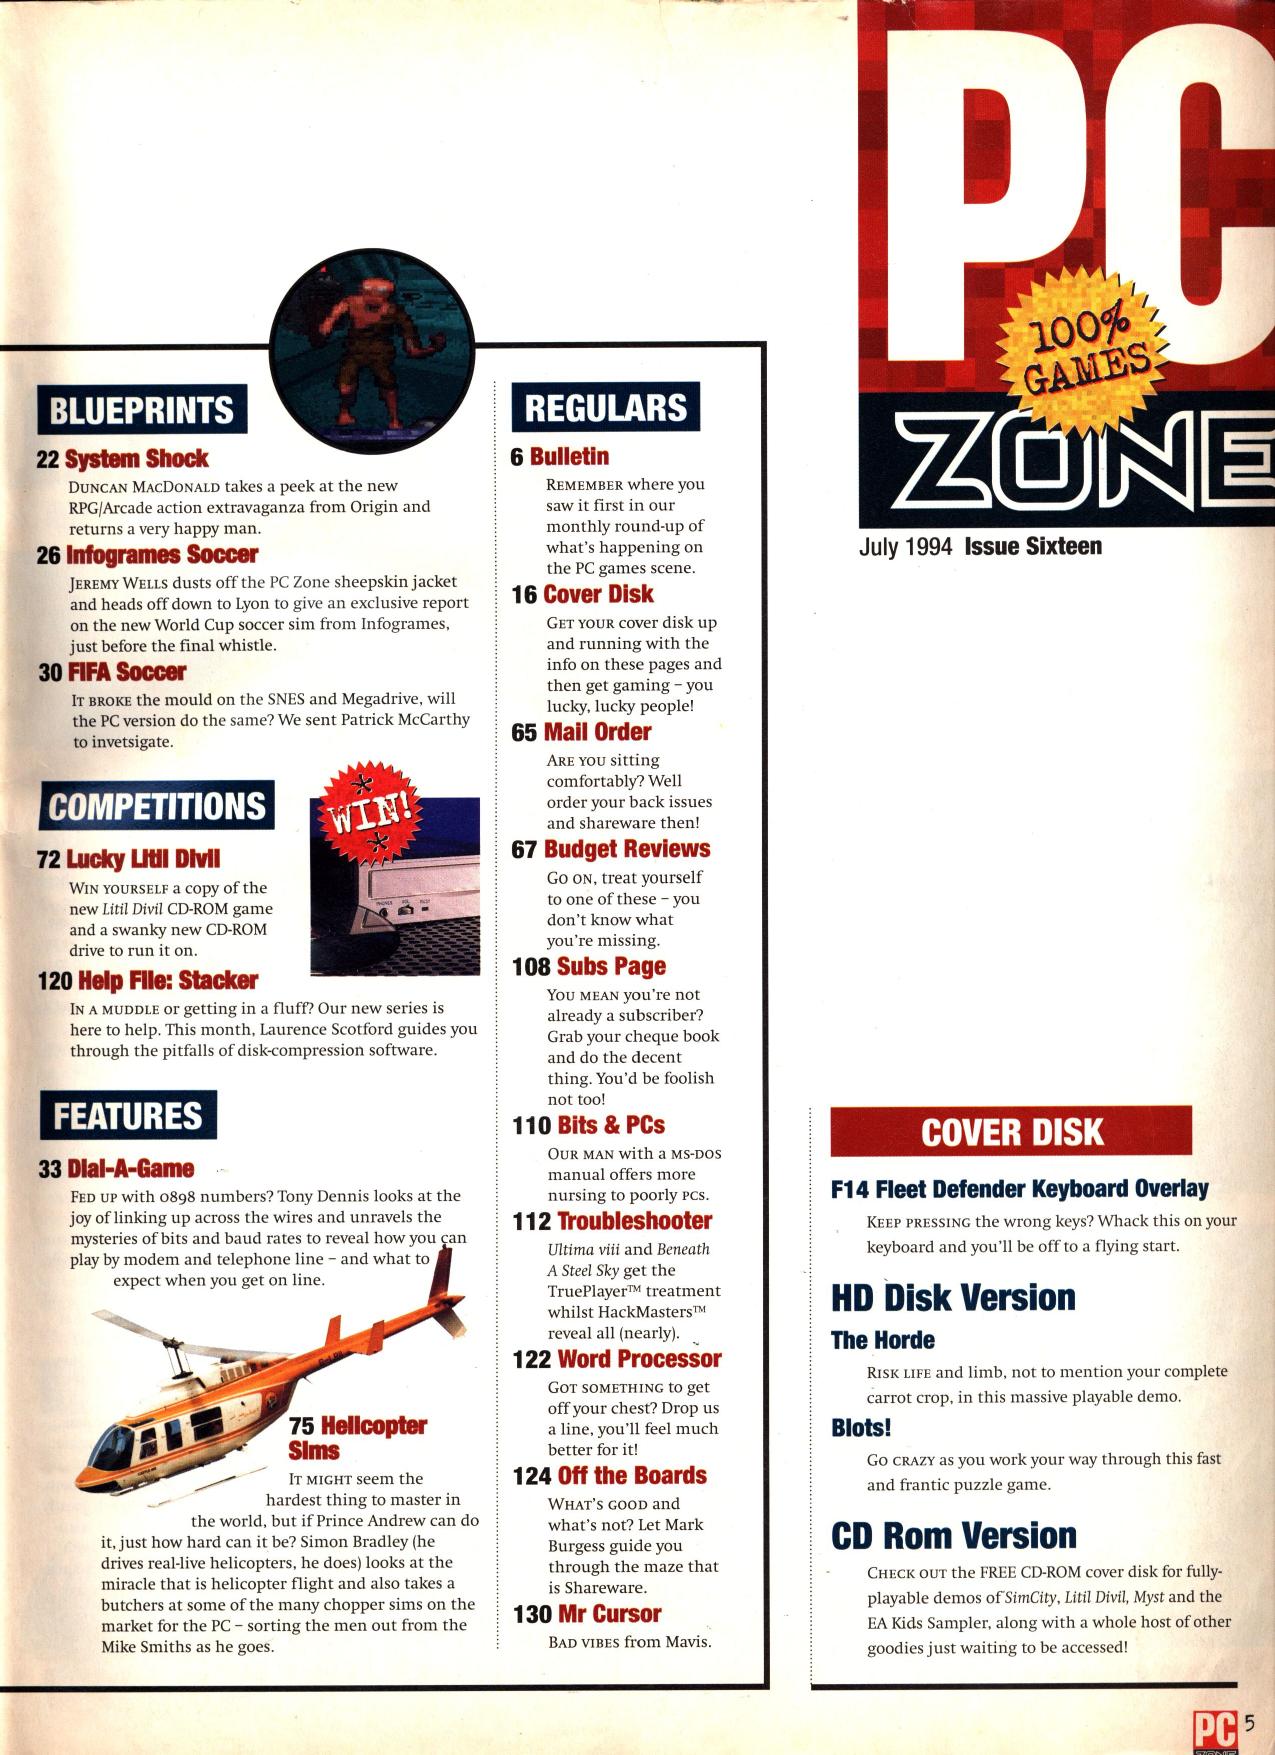 BLUEPRINTS
22 System Shock
DUNCAN MACDONALD takes a peek at the new
RPG/Arcade action extravaganza from Origin and
returns a very happy man.
26 Infogrames Soccer
JEREMY WELLS dusts off the PC Zone sheepskin jacket
and heads off down to Lyon to give an exclusive report
on the new World Cup soccer sim from Infogrames,
just before the final whistle.
30 FIFA Soccer
IT BROKE the mould on the SNES and Megadrive, will
the PC version do the same? We sent Patrick McCarthy
to invetsigate.
COMPETITIONS
WIN!
72 Lucky Litil Divil
WIN YOURSELF a copy of the
new Litil Divil CD-ROM game
and a swanky new CD-ROM
drive to run it on.
120 Help File: Stacker
IN A MUDDLE or getting in a fluff? Our new series is
here to help. This month, Laurence Scotford guides you
through the pitfalls of disk-compression software.
FEATURES
33 Dial-A-Game
FED UP with 0898 numbers? Tony Dennis looks at the
joy of linking up across the wires and unravels the
mysteries of bits and baud rates to reveal how you can
play by modem and telephone line – and what to
expect when you get on line.
75 Helicopter
Sims
IT MIGHT seem the
hardest thing to master in
the world, but if Prince Andrew can do
it, just how hard can it be? Simon Bradley (he
drives real-live helicopters, he does) looks at the
miracle that is helicopter flight and also takes a
butchers at some of the many chopper sims on the
market for the PC – sorting the men out from the
Mike Smiths as he goes.
REGULARS
6 Bulletin
REMEMBER where you
saw it first in our
monthly round-up of
what's happening on
the PC games scene.
16 Cover Disk
GET YOUR cover disk up
and running with the
info on these pages and
then get gaming – you
lucky, lucky people!
65 Mail Order
ARE YOU sitting
comfortably? Well
order your back issues
and shareware then!
67 Budget Reviews
GO ON, treat yourself
to one of these – you
don't know what
you're missing.
108 Subs Page
YOU MEAN you're not
already a subscriber?
Grab your cheque book
and do the decent
thing. You'd be foolish
not too!
110 Bits & PCs
OUR MAN with a MS-DOS
manual offers more
nursing to poorly PCs.
112 Troubleshooter
Ultima viii and Beneath
A Steel Sky get the
TruePlayer™ treatment
whilst HackMasters™
reveal all (nearly).
122 Word Processor
GOT SOMETHING to get
off your chest? Drop us
a line, you'll feel much
better for it!
124 Off the Boards
WHAT'S GOOD and
what's not? Let Mark
Burgess guide you
through the maze that
is Shareware.
130 Mr Cursor
BAD VIBES from Mavis.
PC
100%
GAMES
ZONE
July 1994 Issue Sixteen
COVER DISK
F14 Fleet Defender Keyboard Overlay
KEEP PRESSING the wrong keys? Whack this on your
keyboard and you'll be off to a flying start.
HD Disk Version
The Horde
RISK LIFE and limb, not to mention your complete
carrot crop, in this massive playable demo.
Blots!
GO CRAZY as you work your way through this fast
and frantic puzzle game.
CD Rom Version
CHECK OUT the FREE CD-ROM cover disk for fully-
playable demos of SimCity, Litil Divil, Myst and the
EA Kids Sampler, along with a whole host of other
goodies just waiting to be accessed!
PC
5